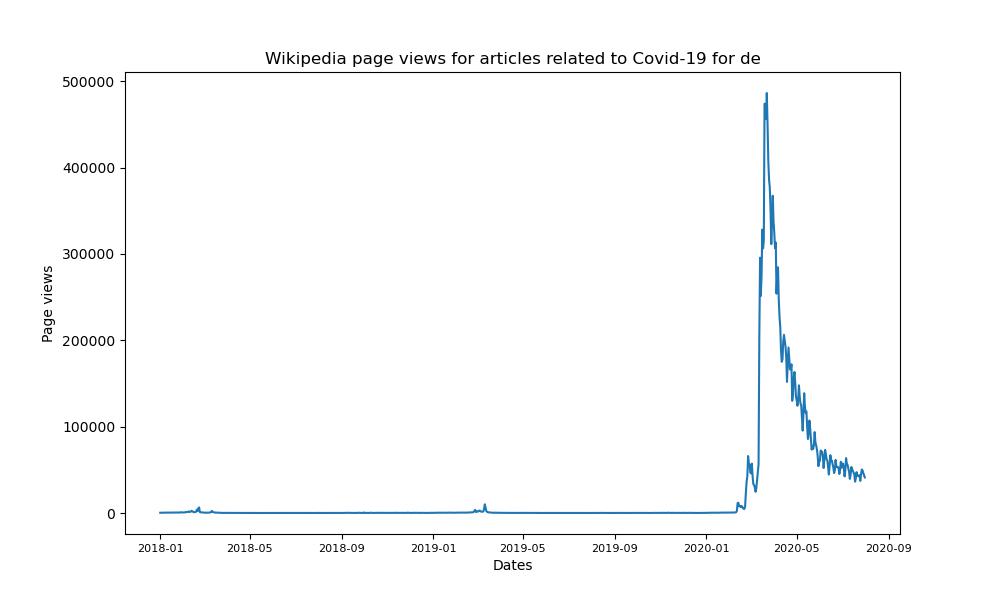 Wikipedia page views for articles related to Covid-19 for de
500000
400000
300000
200000
100000
0
Page views
2018-01 2018-05 2018-09 2019-01 2019-05 2019-09 2020-01 2020-05 2020-09
Dates